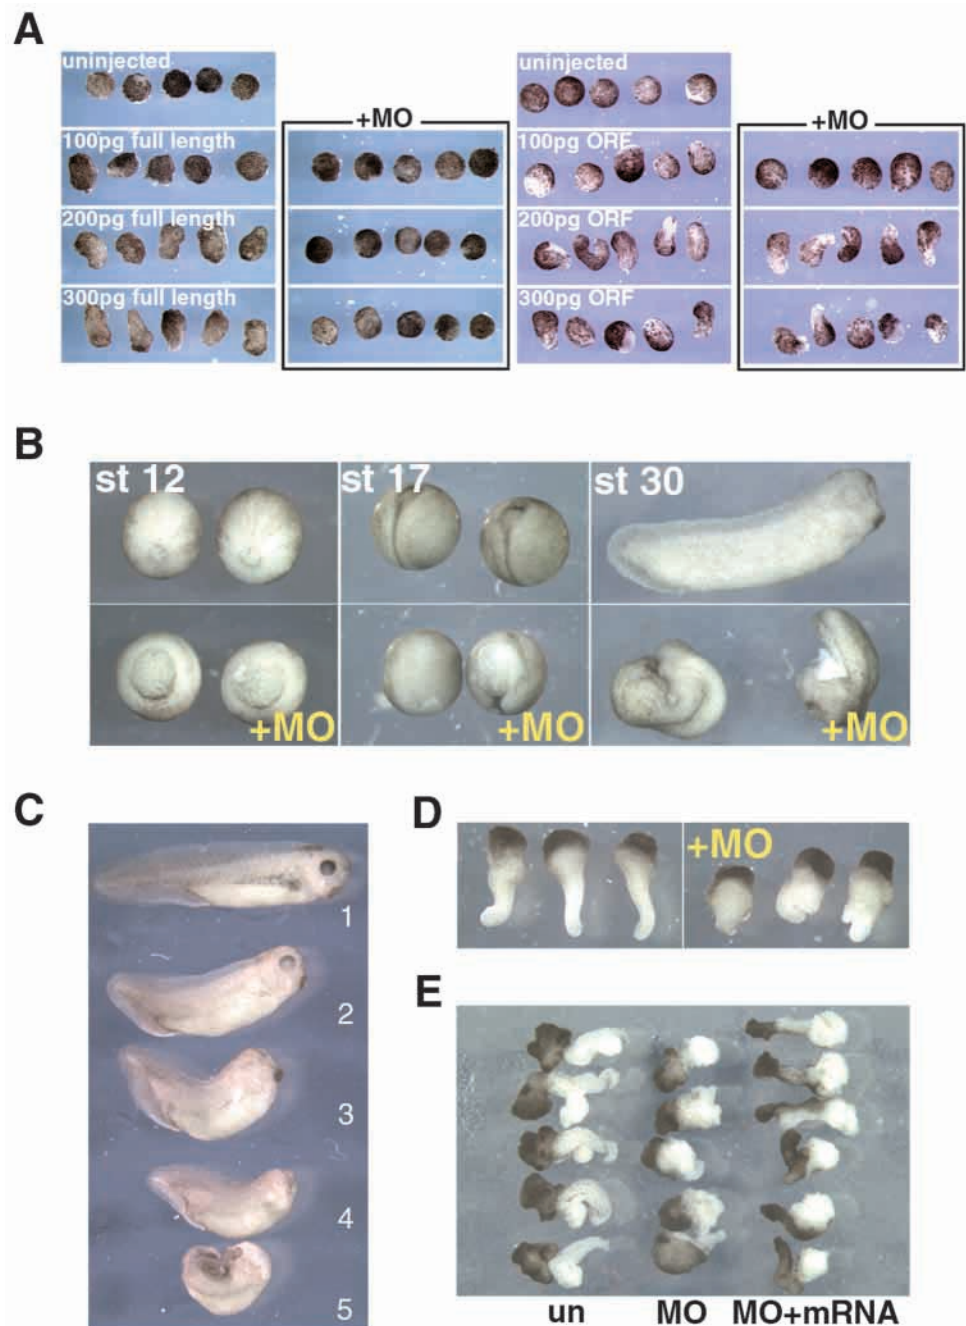 A
uninjected
uninjected
+MO
+MO
100pg full length
100pg ORF
200pg full length
200pg ORF
300pg full length
300pg ORF
B
st 12
st 17
st 30
+MO
+MO
+MO
C
1
2
3
4
5
D
+MO
E
un
MO
MO+mRNA